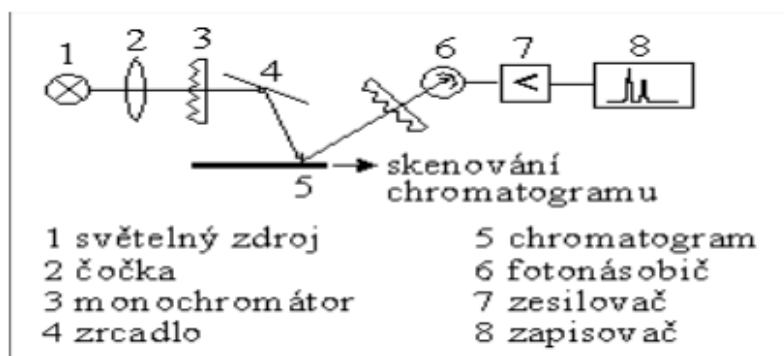 1 2 3 4 6 7 8
5
skenování
chromatogramu
1 světelný zdroj
2 čočka
3 monochromátor
4 zrcadlo
5 chromatogram
6 fotonásobič
7 zesilovač
8 zapisovač